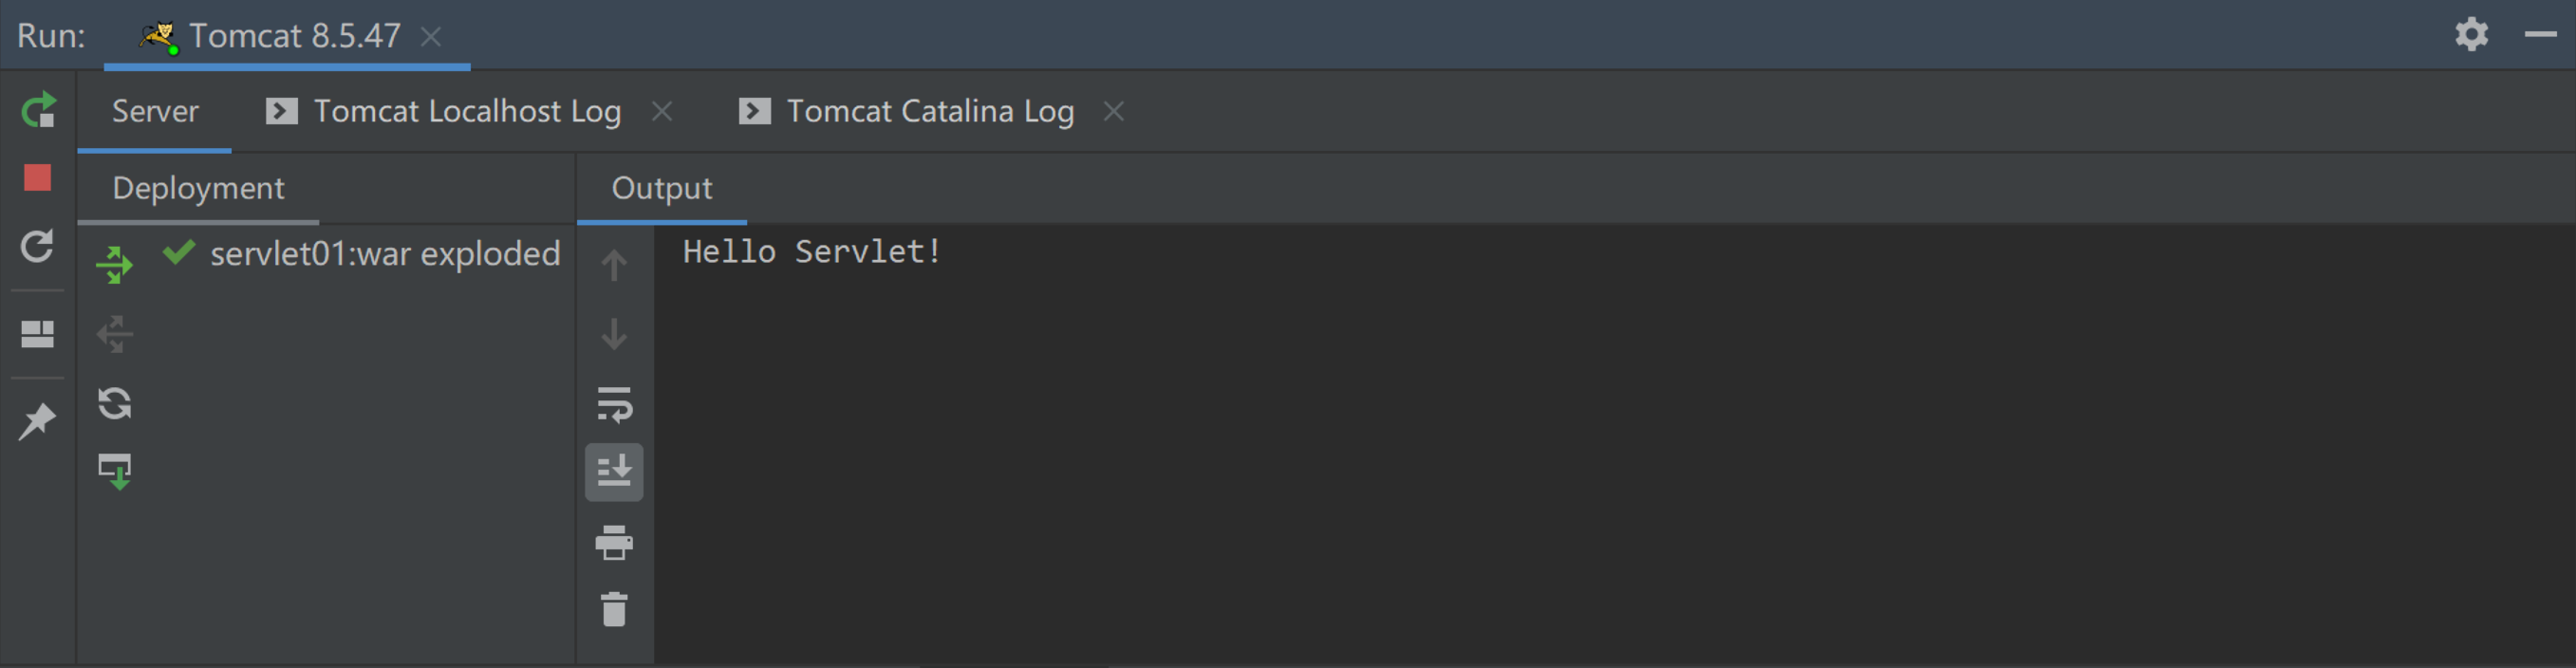 Run: Tomcat 8.5.47
Server Tomcat Localhost Log Tomcat Catalina Log
Deployment Output
servlet01:war exploded Hello Servlet!